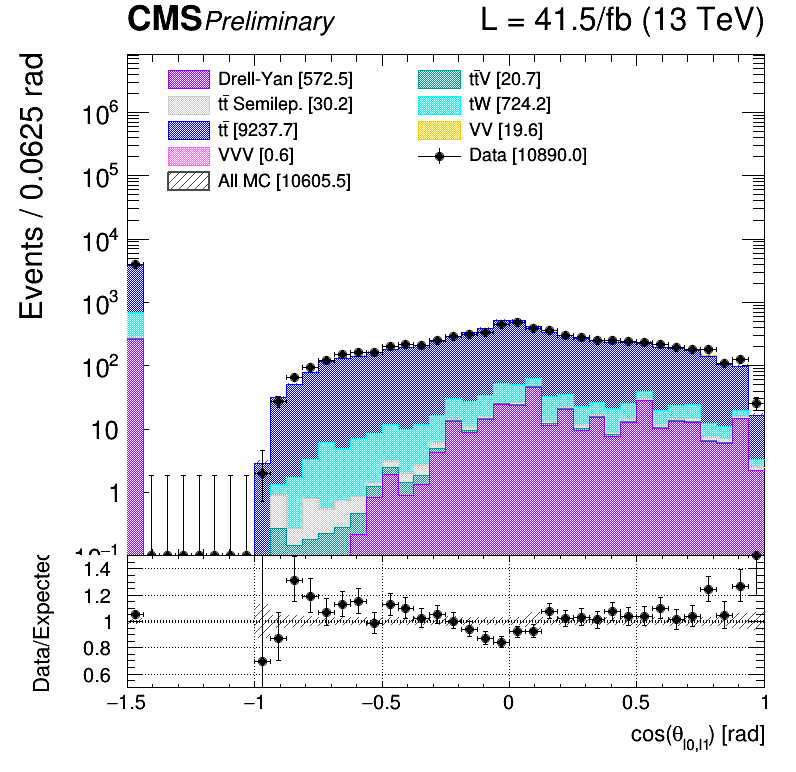 CMS Preliminary L = 41.5/fb (13 TeV)
Events / 0.0625 rad
Drell-Yan [572.5]
tt̄ Semilep. [30.2]
tt̄ [9237.7]
VVV [0.6]
All MC [10605.5]
tt̄V [20.7]
tW [724.2]
VV [19.6]
Data [10890.0]
10⁶
10⁵
10⁴
10³
10²
10
1
10⁻¹
Data/Expected
1.4
1.2
1
0.8
0.6
−1.5 −1 −0.5 0 0.5 1
cos(θ_l0,l1) [rad]